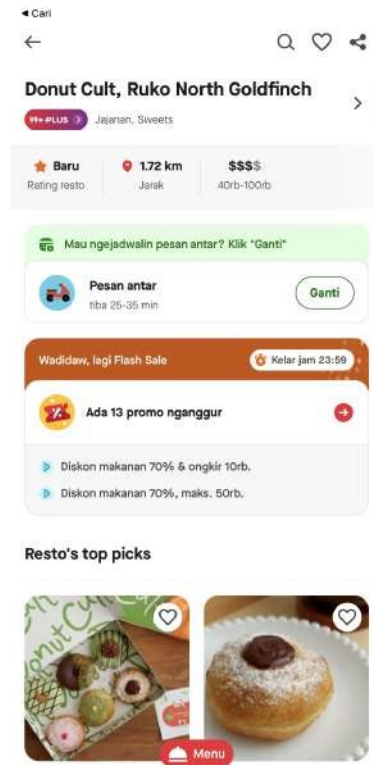 Cari
Donut Cult, Ruko North Goldfinch
PLUS
Jajanan, Sweets
Baru
Rating resto
1.72 km
Jarak
$$$$
40rb-100rb
Mau ngejadwalin pesan antar? Klik "Ganti"
Pesan antar
tiba 25-35 min
Ganti
Wadidaw, lagi Flash Sale
Kelar jam 23:59
Ada 13 promo nganggur
Diskon makanan 70% & ongkir 10rb.
Diskon makanan 70%, maks. 50rb.
Resto's top picks
Donut Cult
Menu